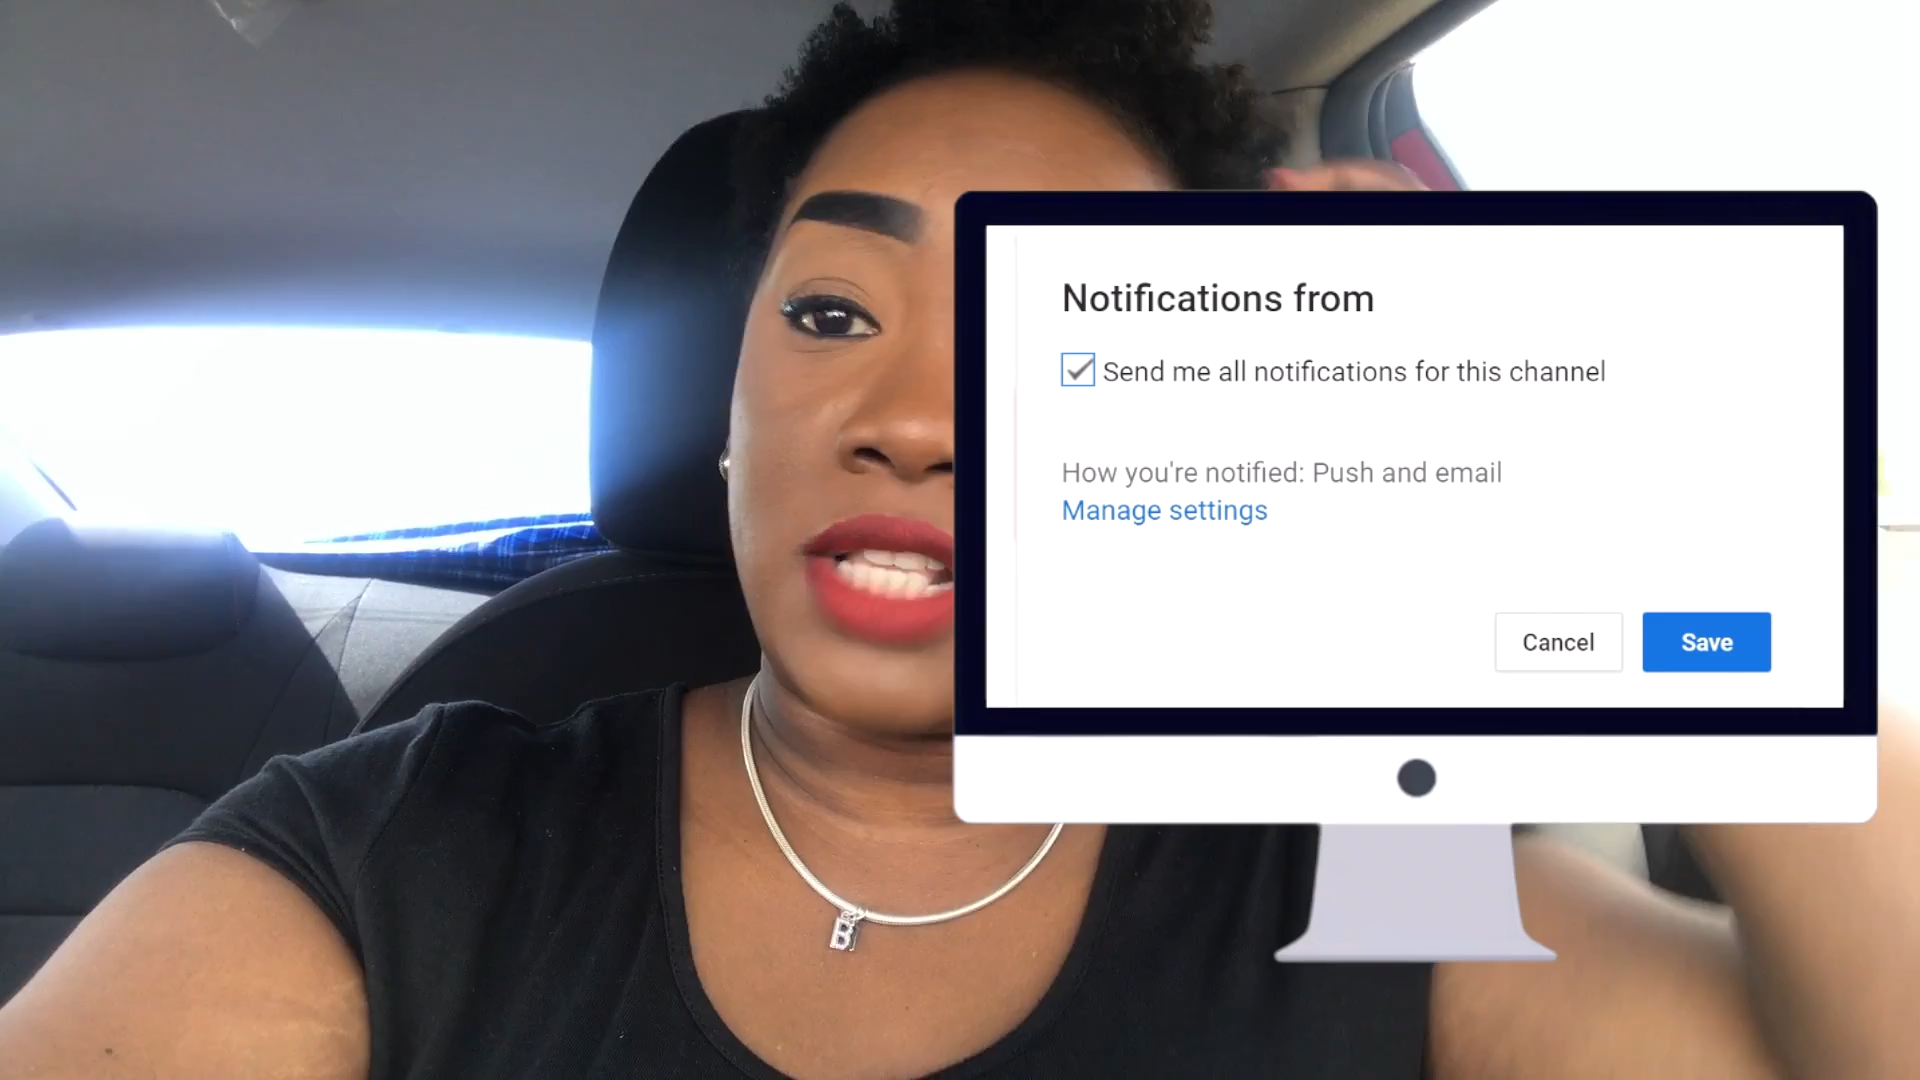 Notifications from
Send me all notifications for this channel
How you're notified: Push and email
Manage settings
Cancel
Save
B